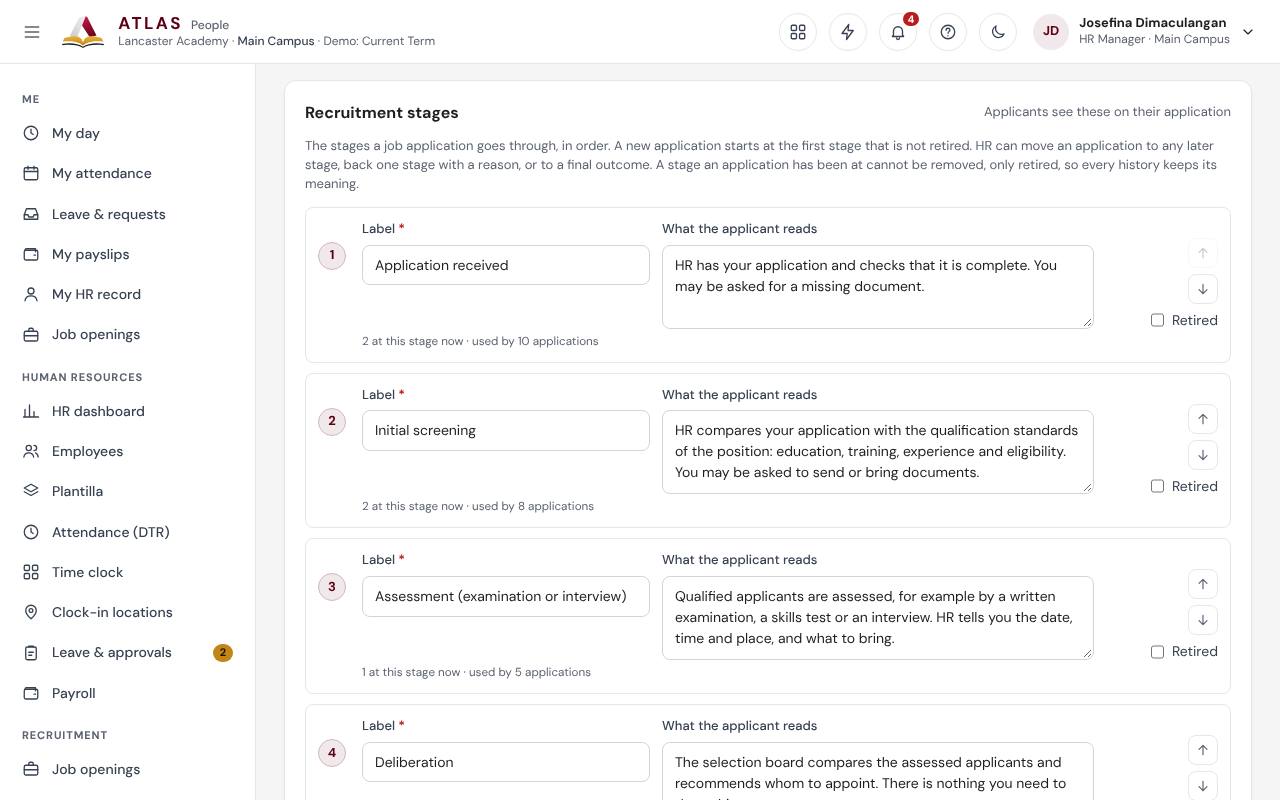 ATLAS People
Lancaster Academy · Main Campus · Demo: Current Term
4
JD
Josefina Dimaculangan
HR Manager · Main Campus
ME
My day
My attendance
Leave & requests
My payslips
My HR record
Job openings
HUMAN RESOURCES
HR dashboard
Employees
Plantilla
Attendance (DTR)
Time clock
Clock-in locations
Leave & approvals 2
Payroll
RECRUITMENT
Job openings
Recruitment stages
Applicants see these on their application
The stages a job application goes through, in order. A new application starts at the first stage that is not retired. HR can move an application to any later
stage, back one stage with a reason, or to a final outcome. A stage an application has been at cannot be removed, only retired, so every history keeps its
meaning.
1
Label *
Application received
2 at this stage now · used by 10 applications
What the applicant reads
HR has your application and checks that it is complete. You
may be asked for a missing document.
Retired
2
Label *
Initial screening
2 at this stage now · used by 8 applications
What the applicant reads
HR compares your application with the qualification standards
of the position: education, training, experience and eligibility.
You may be asked to send or bring documents.
Retired
3
Label *
Assessment (examination or interview)
1 at this stage now · used by 5 applications
What the applicant reads
Qualified applicants are assessed, for example by a written
examination, a skills test or an interview. HR tells you the date,
time and place, and what to bring.
Retired
4
Label *
Deliberation
What the applicant reads
The selection board compares the assessed applicants and
recommends whom to appoint. There is nothing you need to